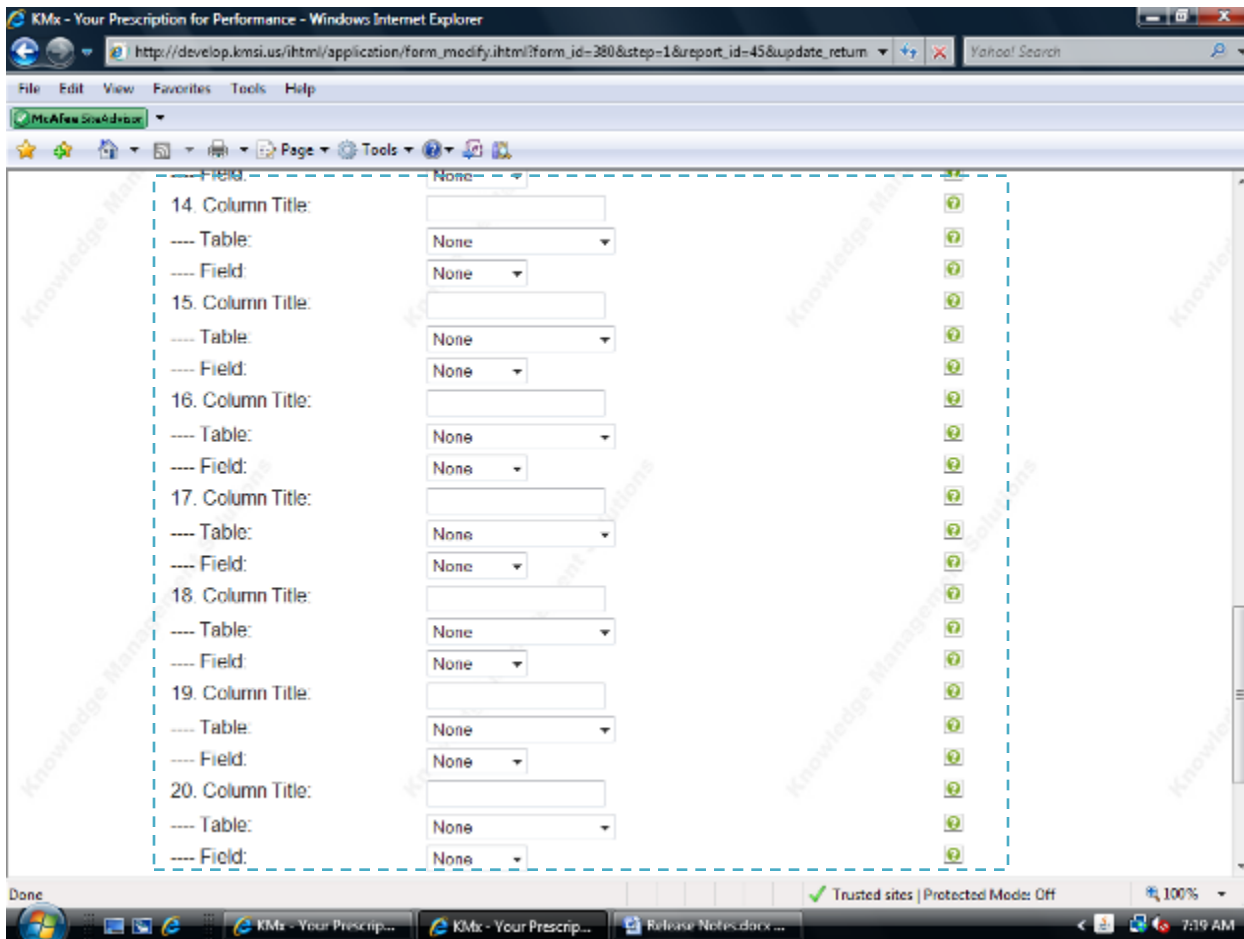 KMx - Your Prescription for Performance - Windows Internet Explorer
http://develop.kmsi.us/ihtml/application/form_modify.ihtml?form_id=380&step=1&report_id=45&update_return
Yahoo! Search
File Edit View Favorites Tools Help
McAfee SiteAdvisor
Page Tools
---- Field: None
14. Column Title:
---- Table: None
---- Field: None
15. Column Title:
---- Table: None
---- Field: None
16. Column Title:
---- Table: None
---- Field: None
17. Column Title:
---- Table: None
---- Field: None
18. Column Title:
---- Table: None
---- Field: None
19. Column Title:
---- Table: None
---- Field: None
20. Column Title:
---- Table: None
---- Field: None
Done Trusted sites | Protected Mode: Off 100%
KMx - Your Prescrip... KMx - Your Prescrip... Release Notes.docx ... 7:19 AM